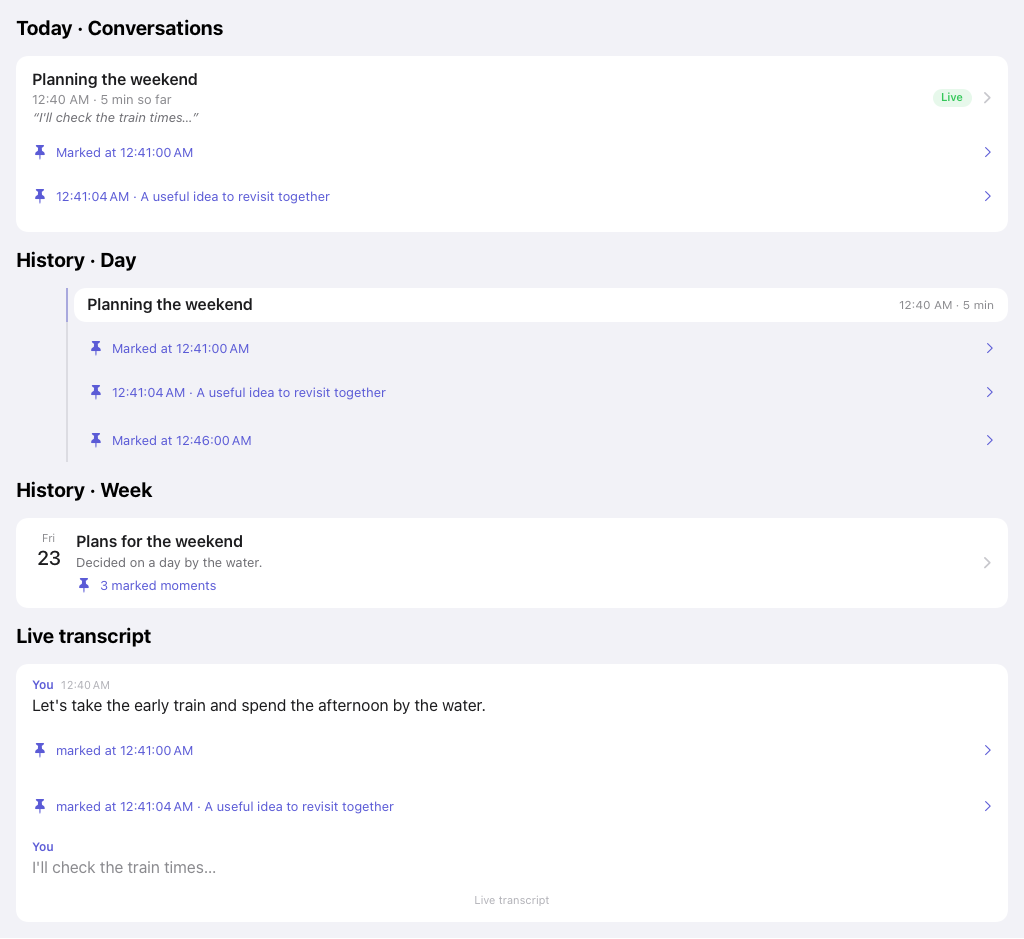 Today · Conversations
Planning the weekend
12:40 AM · 5 min so far
Live
“I'll check the train times…”
Marked at 12:41:00 AM
12:41:04 AM · A useful idea to revisit together
History · Day
Planning the weekend
12:40 AM · 5 min
Marked at 12:41:00 AM
12:41:04 AM · A useful idea to revisit together
Marked at 12:46:00 AM
History · Week
Fri
23
Plans for the weekend
Decided on a day by the water.
3 marked moments
Live transcript
You 12:40 AM
Let's take the early train and spend the afternoon by the water.
marked at 12:41:00 AM
marked at 12:41:04 AM · A useful idea to revisit together
You
I'll check the train times…
Live transcript